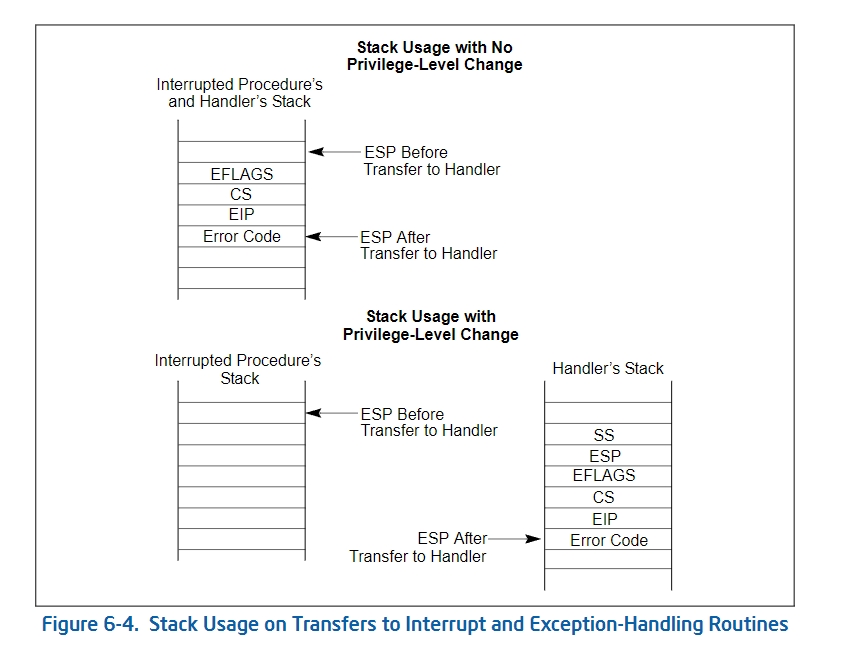 Stack Usage with No
Privilege-Level Change
Interrupted Procedure's
and Handler's Stack
ESP Before
Transfer to Handler
EFLAGS
CS
EIP
Error Code
ESP After
Transfer to Handler
Stack Usage with
Privilege-Level Change
Interrupted Procedure's
Stack
Handler's Stack
ESP Before
Transfer to Handler
SS
ESP
EFLAGS
CS
EIP
ESP After
Transfer to Handler
Error Code
Figure 6-4. Stack Usage on Transfers to Interrupt and Exception-Handling Routines